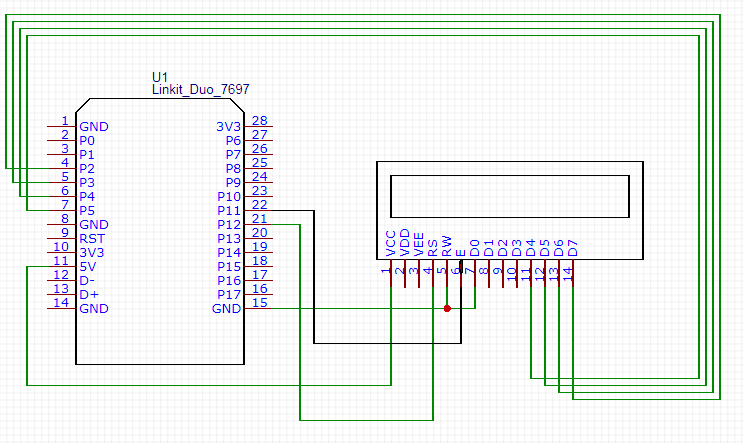 U1
Linkit_Duo_7697
1 GND 3V3 28
2 P0 P6 27
3 P1 P7 26
4 P2 P8 25
5 P3 P9 24
6 P4 P10 23
7 P5 P11 22
8 GND P12 21
9 RST P13 20
10 3V3 P14 19
11 5V P15 18
12 D- P16 17
13 D+ P17 16
14 GND GND 15
VCC VDD VEE RS RW E D0 D1 D2 D3 D4 D5 D6 D7
1 2 3 4 5 6 7 8 9 10 11 12 13 14